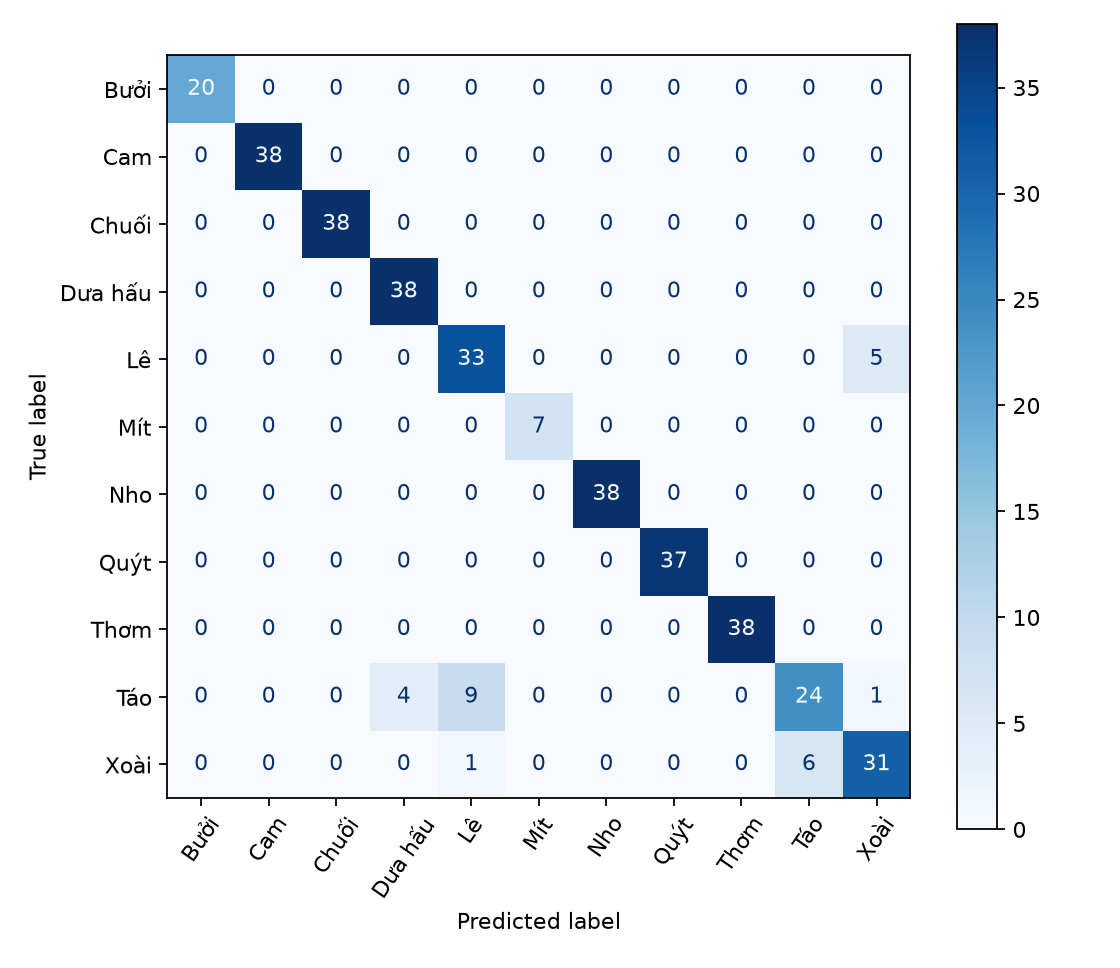 Bưởi 20 0 0 0 0 0 0 0 0 0 0
Cam 0 38 0 0 0 0 0 0 0 0 0
Chuối 0 0 38 0 0 0 0 0 0 0 0
Dưa hấu 0 0 0 38 0 0 0 0 0 0 0
Lê 0 0 0 0 33 0 0 0 0 0 5
Mít 0 0 0 0 0 7 0 0 0 0 0
Nho 0 0 0 0 0 0 38 0 0 0 0
Quýt 0 0 0 0 0 0 0 37 0 0 0
Thơm 0 0 0 0 0 0 0 0 38 0 0
Táo 0 0 0 4 9 0 0 0 0 24 1
Xoài 0 0 0 0 1 0 0 0 0 6 31
True label
Bưởi Cam Chuối Dưa hấu Lê Mít Nho Quýt Thơm Táo Xoài
Predicted label
35
30
25
20
15
10
5
0